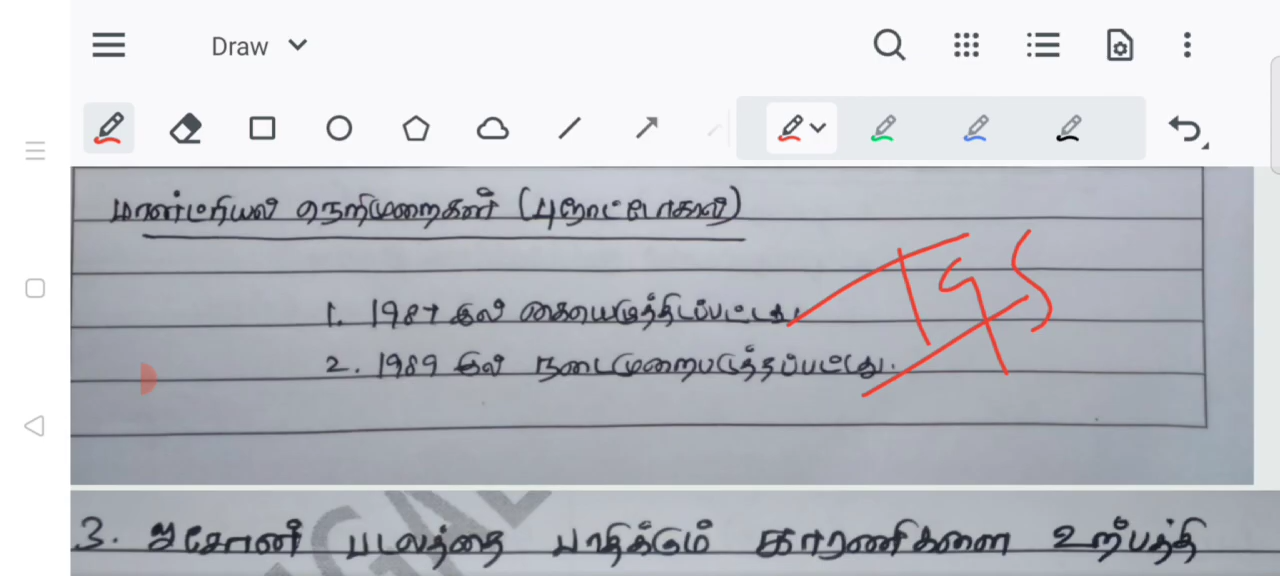 Draw
மாண்ட்ரியல் நெறிமுறைகள் (புரோட்டோகால்)
1. 1987 இல் கையெழுத்திடப்பட்டது.
2. 1989 இல் நடைமுறைபடுத்தப்பட்டது.
3. ஓசோன் படலத்தை பாதிக்கும் காரணிகளை உற்பத்தி